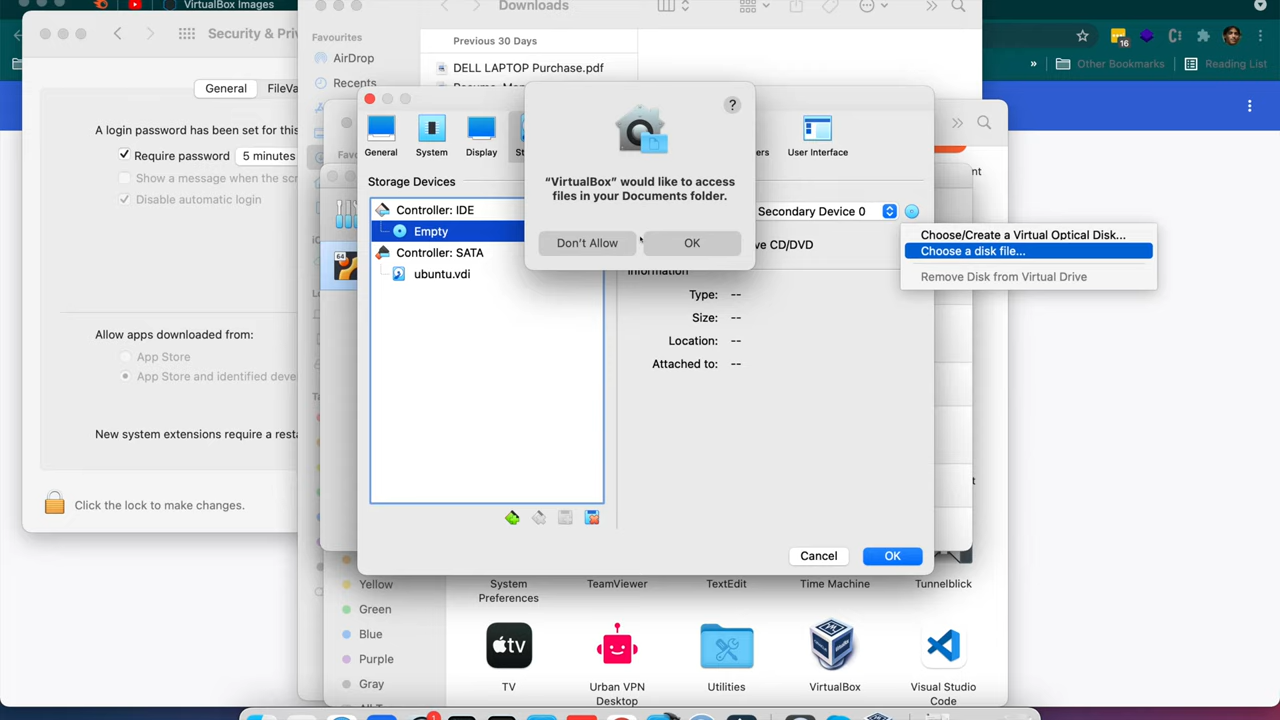 VirtualBox Images
Security & Priv
Downloads
16
Other Bookmarks
Reading List
Favourites
AirDrop
Recents
Previous 30 Days
DELL LAPTOP Purchase.pdf
General
FileVa
A login password has been set for this
Require password
5 minutes
Show a message when the scr
Disable automatic login
Allow apps downloaded from:
App Store
App Store and identified deve
New system extensions require a resta
Click the lock to make changes.
General
System
Display
User Interface
Storage Devices
Controller: IDE
Empty
Controller: SATA
ubuntu.vdi
?
“VirtualBox” would like to access
files in your Documents folder.
Don't Allow
OK
Secondary Device 0
ve CD/DVD
Choose/Create a Virtual Optical Disk...
Choose a disk file...
Remove Disk from Virtual Drive
Information
Type: --
Size: --
Location: --
Attached to: --
Cancel
OK
Yellow
Green
Blue
Purple
Gray
System
Preferences
TeamViewer
TextEdit
Time Machine
Tunnelblick
tv
TV
Urban VPN
Desktop
Utilities
VirtualBox
Visual Studio
Code